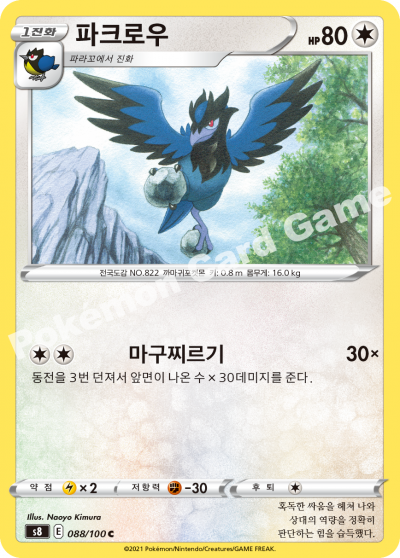 1진화
파크로우
HP 80
파라꼬에서 진화
Pokémon Card Game
전국도감 NO.822 까마귀포켓몬 키: 0.8 m 몸무게: 16.0 kg
마구찌르기 30×
동전을 3번 던져서 앞면이 나온 수 × 30데미지를 준다.
약점 ×2 저항력 -30 후퇴
Illus. Naoyo Kimura
s8 E 088/100 C
혹독한 싸움을 헤쳐 나와
상대의 역량을 정확히
판단하는 힘을 습득했다.
©2021 Pokémon/Nintendo/Creatures/GAME FREAK.